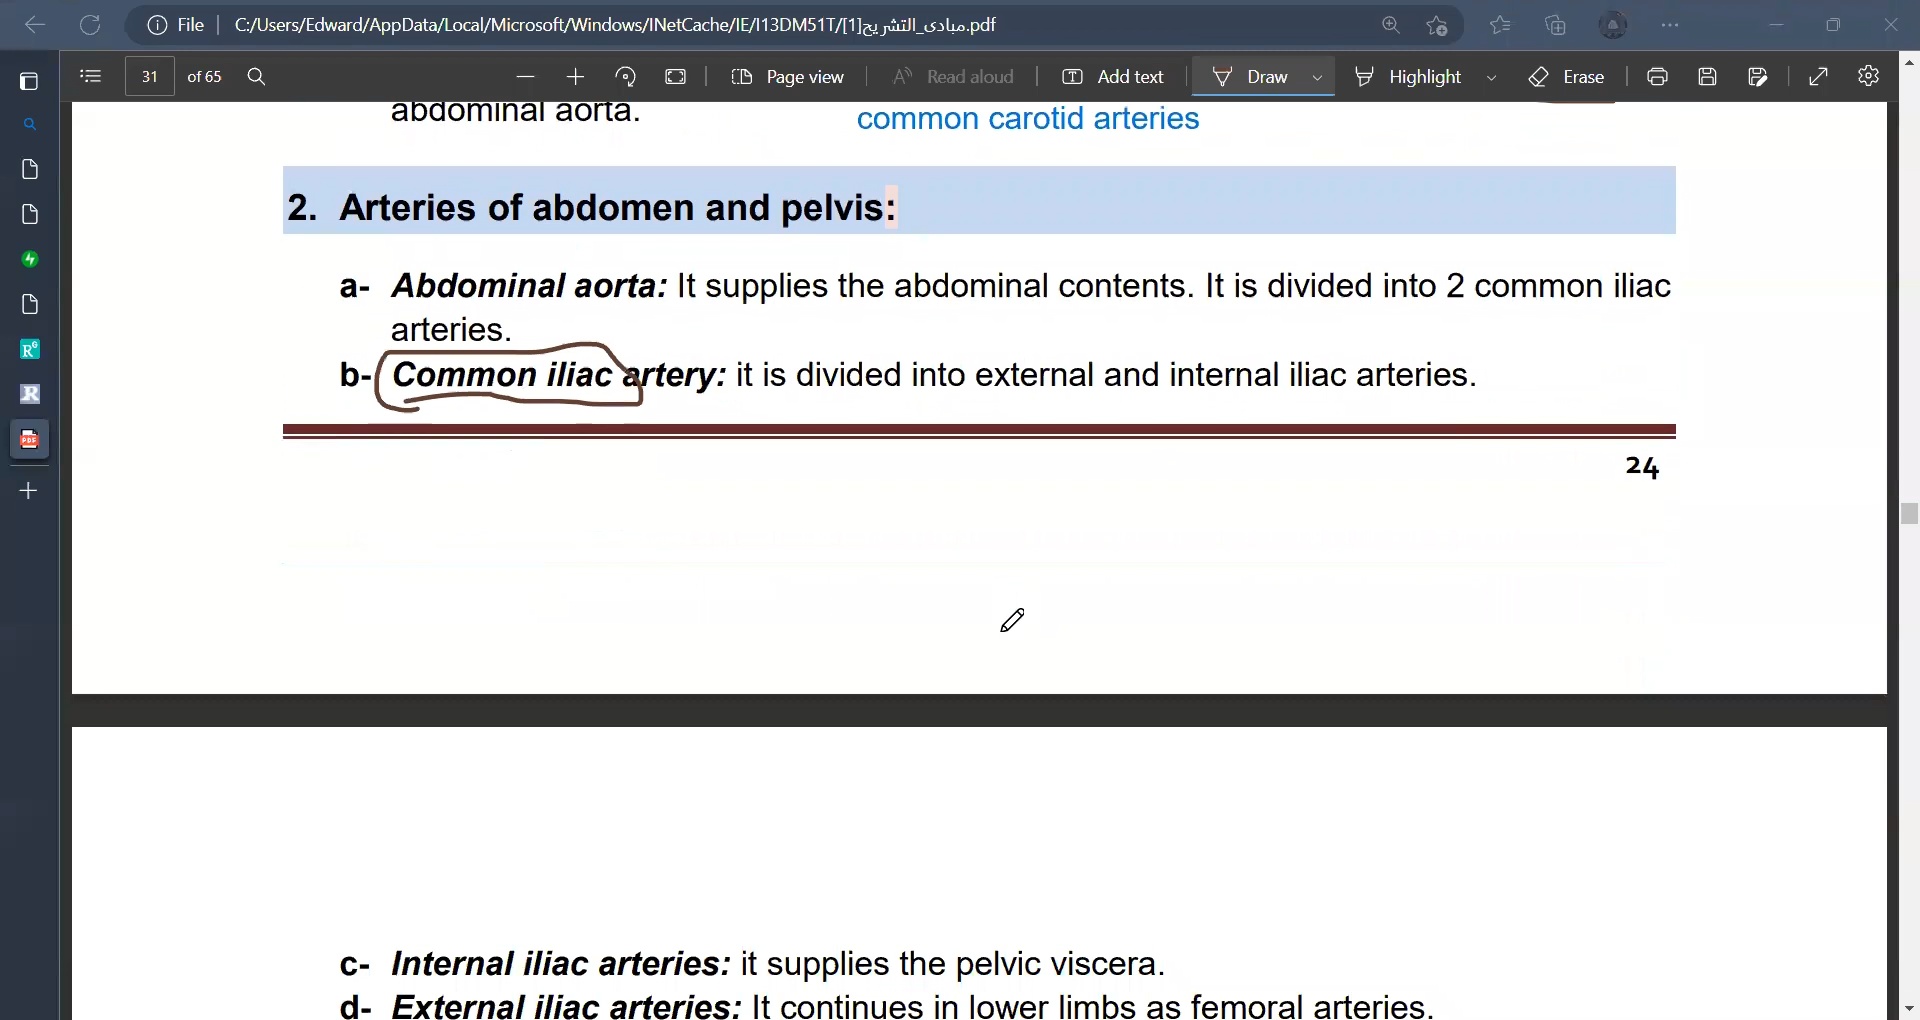 File
C:/Users/Edward/AppData/Local/Microsoft/Windows/INetCache/IE/I13DM51T/[1]مبادى_التشريح.pdf
31 of 65
Page view
Read aloud
Add text
Draw
Highlight
Erase
abdominal aorta.
common carotid arteries
2. Arteries of abdomen and pelvis:
a- Abdominal aorta: It supplies the abdominal contents. It is divided into 2 common iliac
arteries.
b- Common iliac artery: it is divided into external and internal iliac arteries.
24
c- Internal iliac arteries: it supplies the pelvic viscera.
d- External iliac arteries: It continues in lower limbs as femoral arteries.